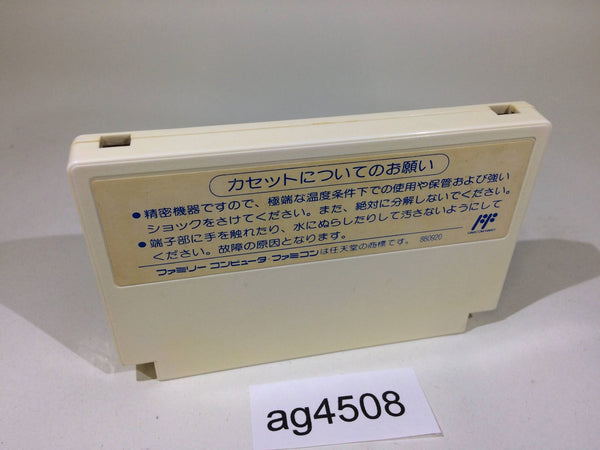 カセットについてのお願い
●精密機器ですので、極端な温度条件下での使用や保管および強い
ショックをさけてください。また、絶対に分解しないでください。
●端子部に手を触れたり、水にぬらしたりして汚さないようにして
ください。故障の原因となります。
ファミリーコンピュータ・ファミコンは任天堂の商標です。 880920
ag4508